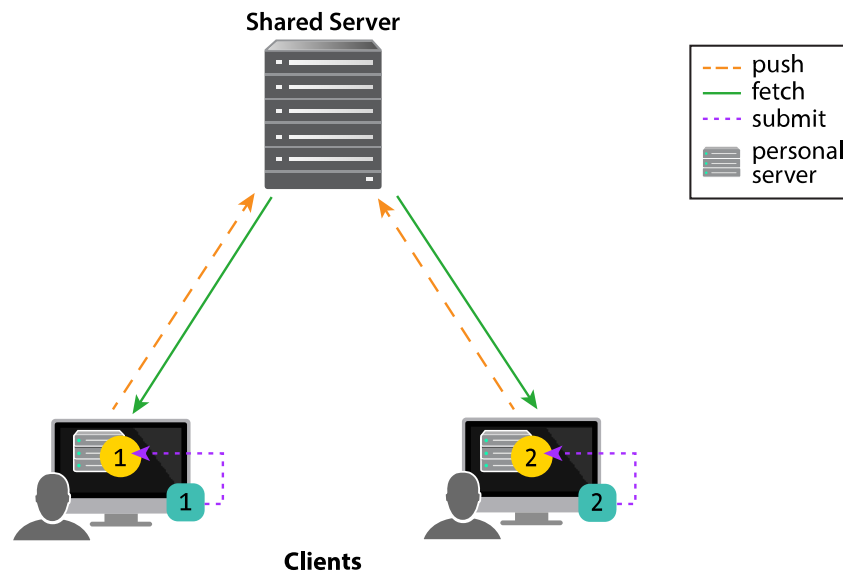 Shared Server
push
fetch
submit
personal
server
1
1
2
2
Clients